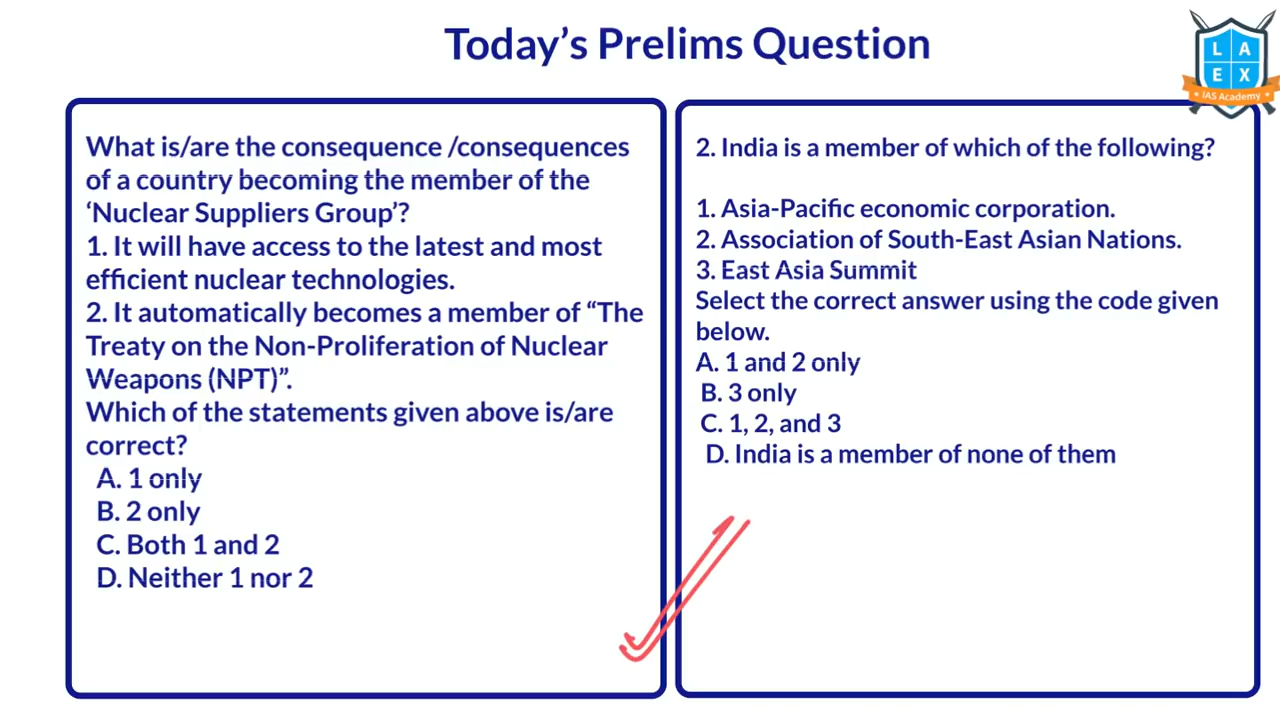 Today's Prelims Question
L A
E X
• IAS Academy •
What is/are the consequence /consequences
of a country becoming the member of the
‘Nuclear Suppliers Group’?
1. It will have access to the latest and most
efficient nuclear technologies.
2. It automatically becomes a member of “The
Treaty on the Non-Proliferation of Nuclear
Weapons (NPT)”.
Which of the statements given above is/are
correct?
A. 1 only
B. 2 only
C. Both 1 and 2
D. Neither 1 nor 2
2. India is a member of which of the following?
1. Asia-Pacific economic corporation.
2. Association of South-East Asian Nations.
3. East Asia Summit
Select the correct answer using the code given
below.
A. 1 and 2 only
B. 3 only
C. 1, 2, and 3
D. India is a member of none of them